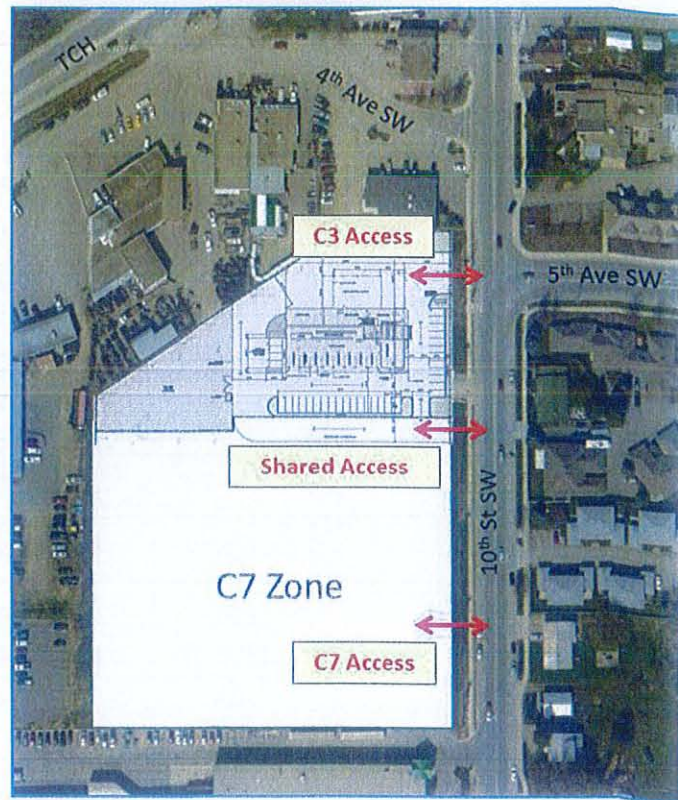 TCH
4th Ave SW
C3 Access
5th Ave SW
Shared Access
10th St SW
C7 Zone
C7 Access